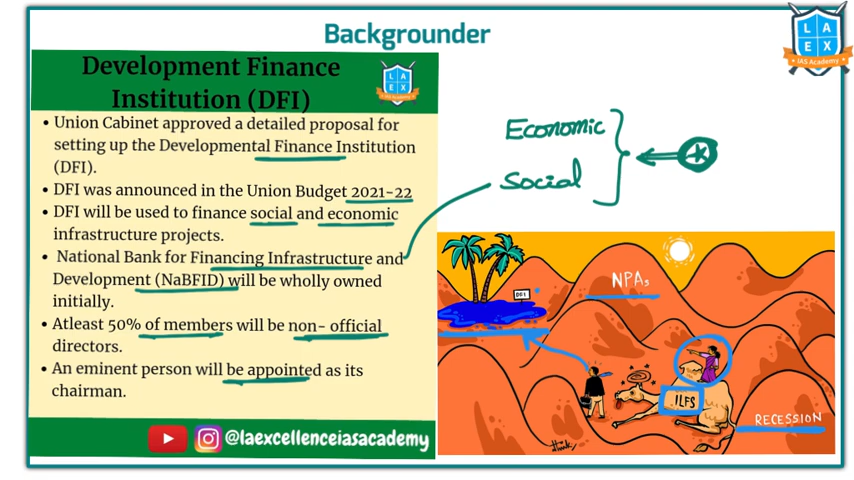 Backgrounder
L A
E X
IAS Academy
Development Finance
Institution (DFI)
L A
E X
IAS Academy
• Union Cabinet approved a detailed proposal for
setting up the Developmental Finance Institution
(DFI).
• DFI was announced in the Union Budget 2021-22
• DFI will be used to finance social and economic
infrastructure projects.
• National Bank for Financing Infrastructure and
Development (NaBFID) will be wholly owned
initially.
• Atleast 50% of members will be non- official
directors.
• An eminent person will be appointed as its
chairman.
@laexcellenceiasacademy
Economic
Social
NPAs
DFI
ILFS
RECESSION